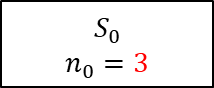 S₀
n₀ = 3